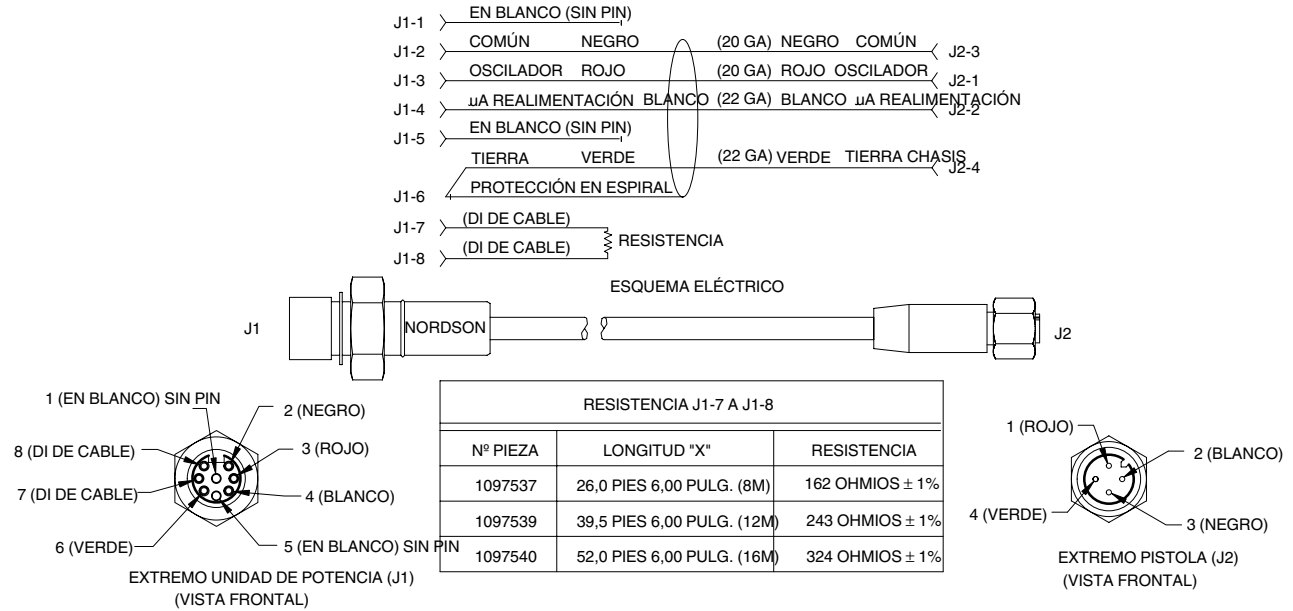 J1-1 EN BLANCO (SIN PIN)
J1-2 COMÚN NEGRO (20 GA) NEGRO COMÚN J2-3
J1-3 OSCILADOR ROJO (20 GA) ROJO OSCILADOR J2-1
J1-4 µA REALIMENTACIÓN BLANCO (22 GA) BLANCO µA REALIMENTACIÓN J2-2
J1-5 EN BLANCO (SIN PIN)
TIERRA VERDE (22 GA) VERDE TIERRA CHASIS J2-4
J1-6 PROTECCIÓN EN ESPIRAL
J1-7 (DI DE CABLE)
RESISTENCIA
J1-8 (DI DE CABLE)
ESQUEMA ELÉCTRICO
J1 NORDSON J2
1 (EN BLANCO) SIN PIN
2 (NEGRO)
8 (DI DE CABLE)
3 (ROJO)
7 (DI DE CABLE)
4 (BLANCO)
6 (VERDE)
5 (EN BLANCO) SIN PIN
EXTREMO UNIDAD DE POTENCIA (J1)
(VISTA FRONTAL)
RESISTENCIA J1-7 A J1-8
Nº PIEZA LONGITUD "X" RESISTENCIA
1097537 26,0 PIES 6,00 PULG. (8M) 162 OHMIOS ± 1%
1097539 39,5 PIES 6,00 PULG. (12M) 243 OHMIOS ± 1%
1097540 52,0 PIES 6,00 PULG. (16M) 324 OHMIOS ± 1%
1 (ROJO)
2 (BLANCO)
4 (VERDE)
3 (NEGRO)
EXTREMO PISTOLA (J2)
(VISTA FRONTAL)